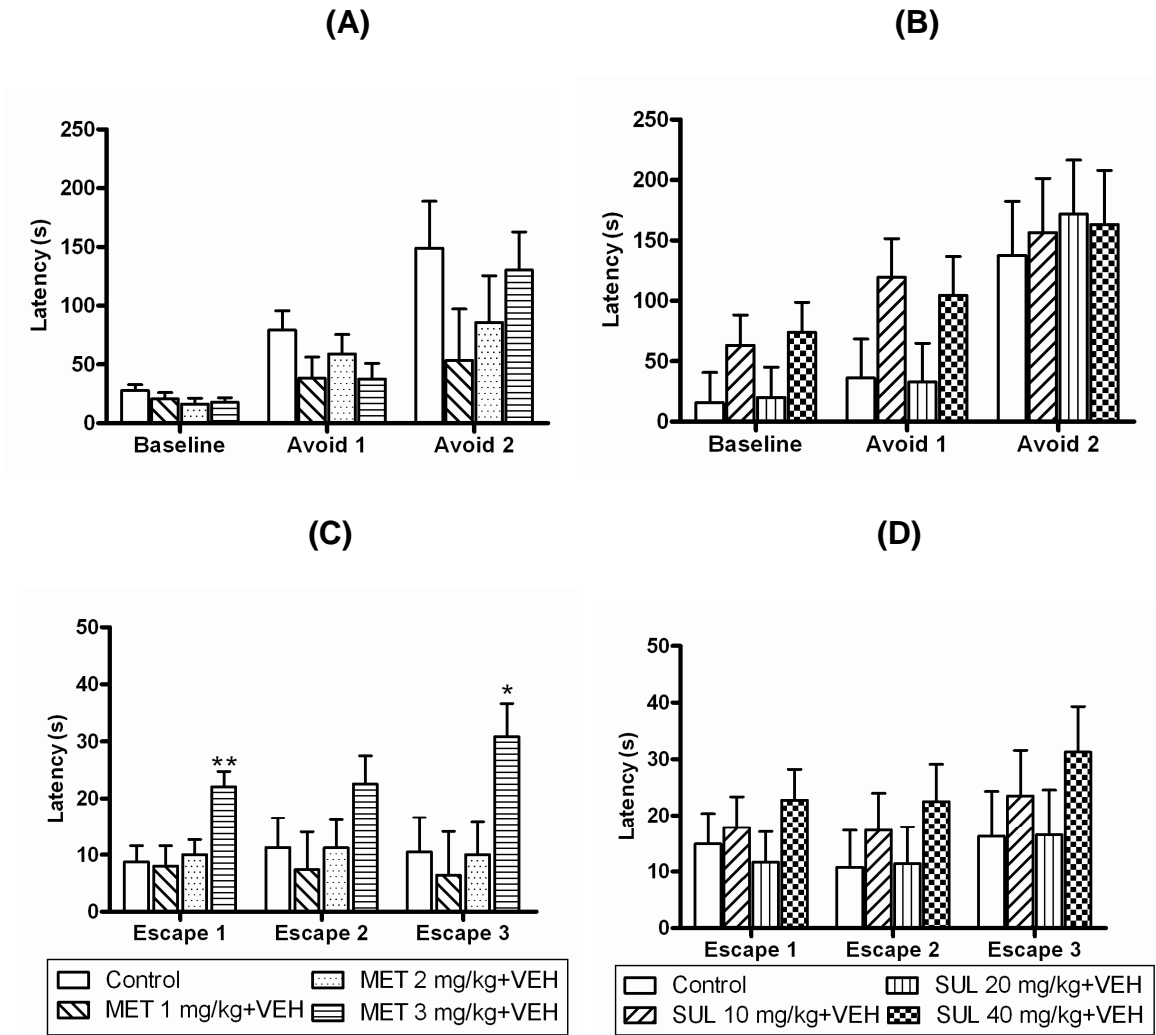 (A)
250
200
150
100
50
0
Latency (s)
Baseline Avoid 1 Avoid 2
(B)
250
200
150
100
50
0
Latency (s)
Baseline Avoid 1 Avoid 2
(C)
50
40
30
20
10
0
Latency (s)
**
*
Escape 1 Escape 2 Escape 3
Control MET 2 mg/kg+VEH
MET 1 mg/kg+VEH MET 3 mg/kg+VEH
(D)
50
40
30
20
10
0
Latency (s)
Escape 1 Escape 2 Escape 3
Control SUL 20 mg/kg+VEH
SUL 10 mg/kg+VEH SUL 40 mg/kg+VEH